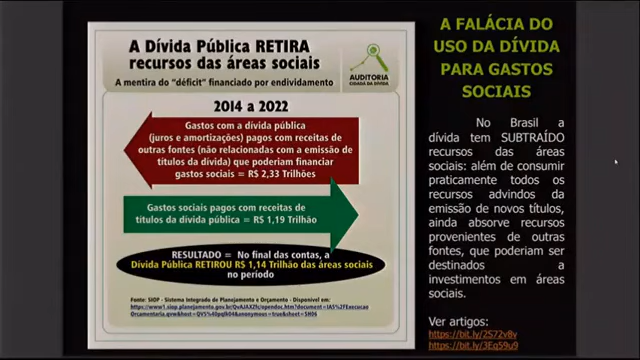 A Dívida Pública RETIRA
recursos das áreas sociais
A mentira do "déficit" financiado por endividamento
AUDITORIA
CIDADÃ DA DÍVIDA
2014 a 2022
Gastos com a dívida pública
(juros e amortizações) pagos com receitas de
outras fontes (não relacionadas com a emissão de
títulos da dívida) que poderiam financiar
gastos sociais = R$ 2,33 Trilhões
Gastos sociais pagos com receitas de
títulos da dívida pública = R$ 1,19 Trilhão
RESULTADO = No final das contas, a
Dívida Pública RETIROU R$ 1,14 Trilhão das áreas sociais
no período
Fonte: SIOP - Sistema Integrado de Planejamento e Orçamento - Disponível em:
A FALÁCIA DO
USO DA DÍVIDA
PARA GASTOS
SOCIAIS
No Brasil a
dívida tem SUBTRAÍDO
recursos das áreas
sociais: além de consumir
praticamente todos os
recursos advindos da
emissão de novos títulos,
ainda absorve recursos
provenientes de outras
fontes, que poderiam ser
destinados a
investimentos em áreas
sociais.
Ver artigos:
https://bit.ly/2S72v8v
https://bit.ly/3Eq59u9